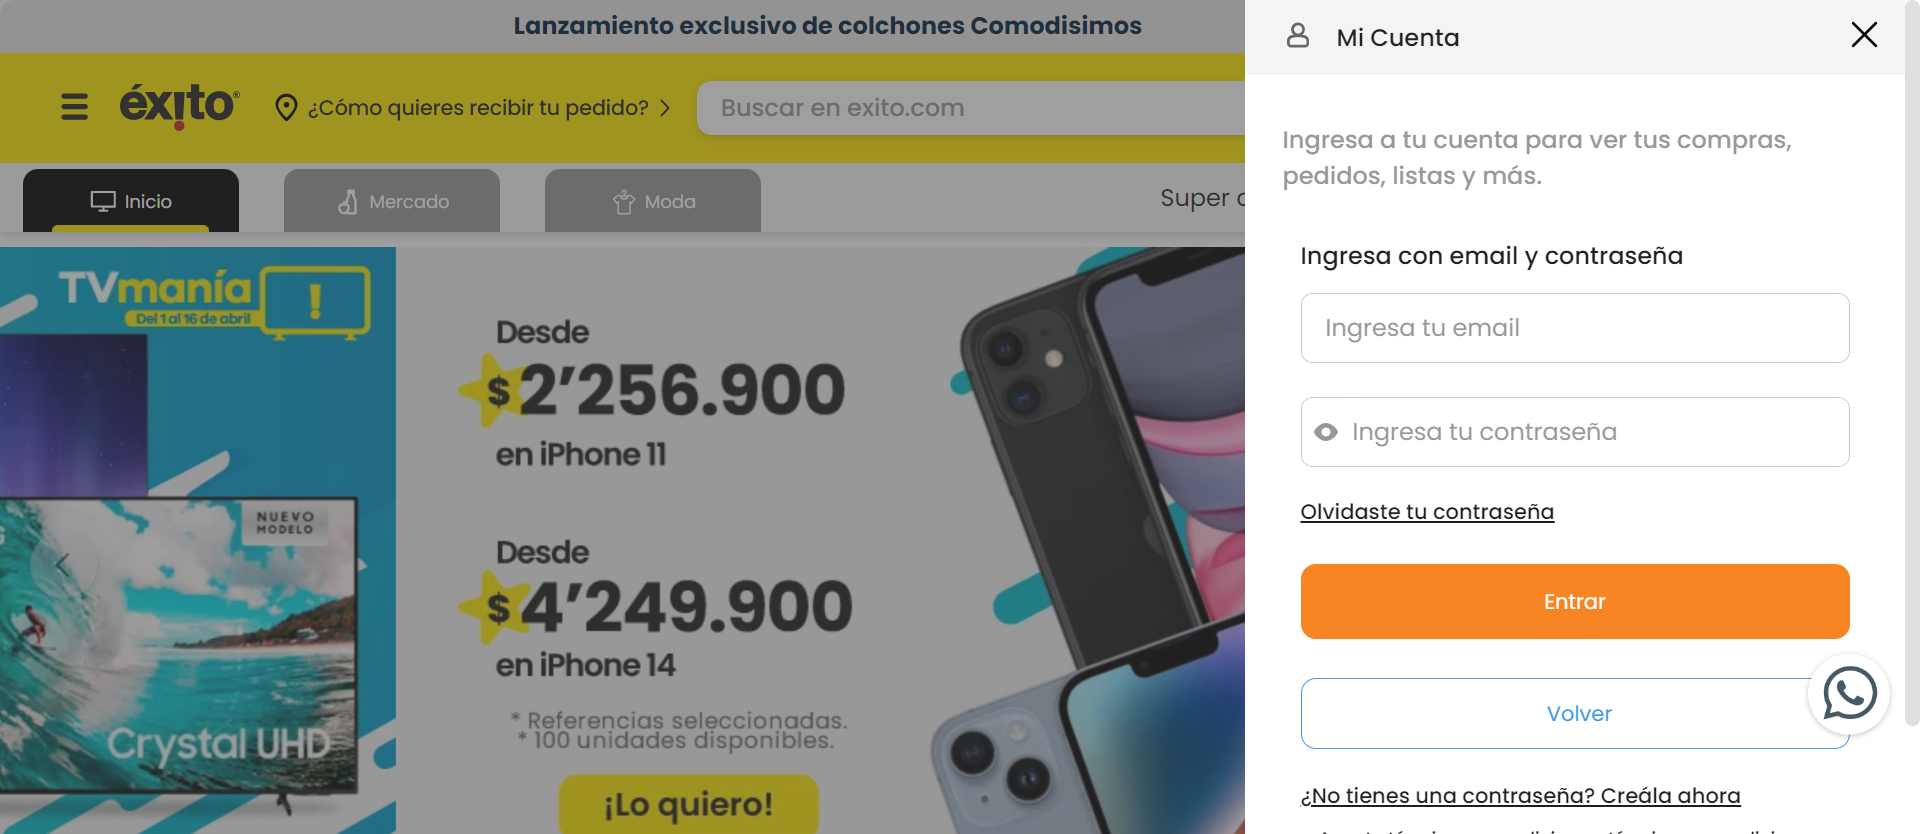 Lanzamiento exclusivo de colchones Comodisimos
éxito®
¿Cómo quieres recibir tu pedido?
Buscar en exito.com
Inicio
Mercado
Moda
Super
TVmanía
Del 1 al 16 de abril
NUEVO
MODELO
Crystal UHD
Desde
$ 2’256.900
en iPhone 11
Desde
$ 4’249.900
en iPhone 14
* Referencias seleccionadas.
* 100 unidades disponibles.
¡Lo quiero!
Mi Cuenta
Ingresa a tu cuenta para ver tus compras,
pedidos, listas y más.
Ingresa con email y contraseña
Ingresa tu email
Ingresa tu contraseña
Olvidaste tu contraseña
Entrar
Volver
¿No tienes una contraseña? Creála ahora